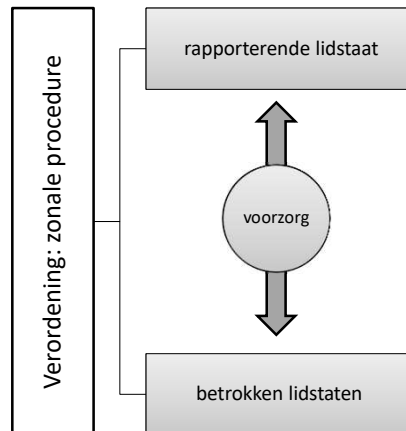 Verordening: zonale procedure
rapporterende lidstaat
voorzorg
betrokken lidstaten